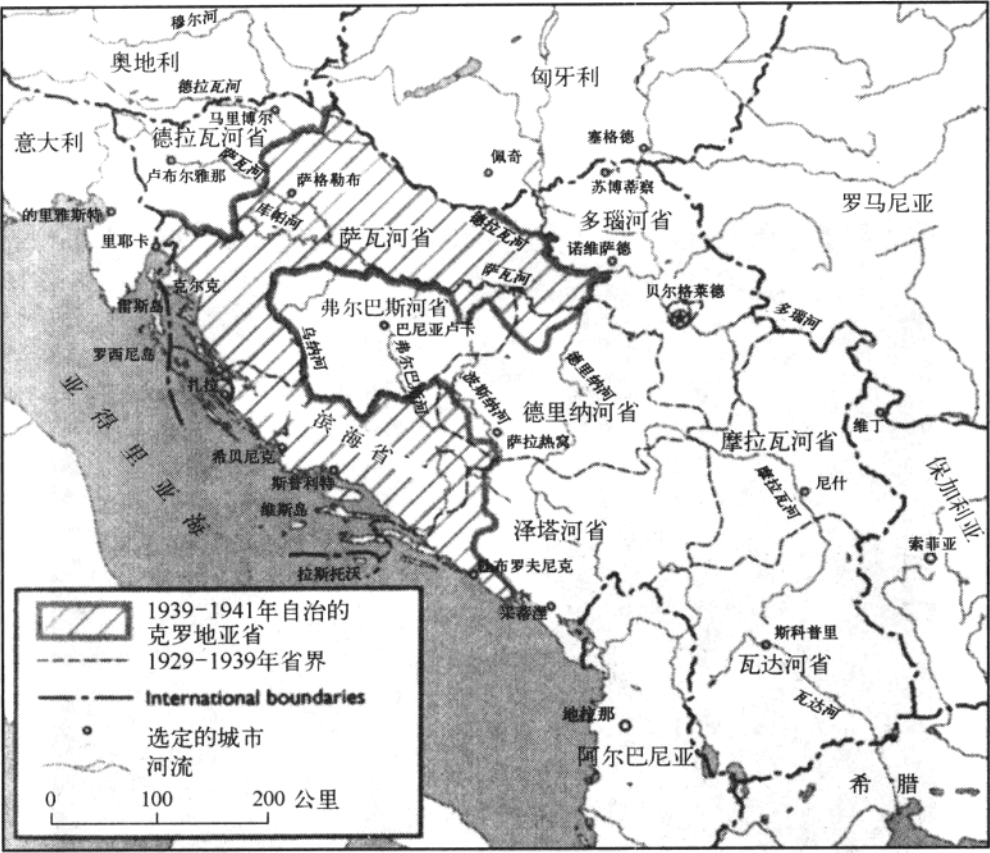 穆尔河
奥地利
匈牙利
德拉瓦河
马里博尔
意大利
德拉瓦河省
塞格德
萨瓦河
佩奇
卢布尔雅那
萨格勒布
苏博蒂察
罗马尼亚
的里雅斯特
库帕河
多瑙河省
德拉瓦河
里耶卡
萨瓦河省
诺维萨德
萨瓦河
克尔克
贝尔格莱德
雷斯岛
弗尔巴斯河省
多瑙河
巴尼亚卢卡
乌纳河
弗尔巴斯河
罗西尼岛
德里纳河
扎拉
波斯纳河
亚得里亚海
德里纳河省
滨海省
维丁
萨拉热窝
摩拉瓦河省
希贝尼克
保加利亚
斯普利特
摩拉瓦河
尼什
维斯岛
泽塔河省
索菲亚
拉斯托沃
杜布罗夫尼克
采蒂涅
斯科普里
瓦达河省
瓦达河
地拉那
阿尔巴尼亚
希腊
1939-1941年自治的
克罗地亚省
1929-1939年省界
International boundaries
选定的城市
河流
0 100 200 公里